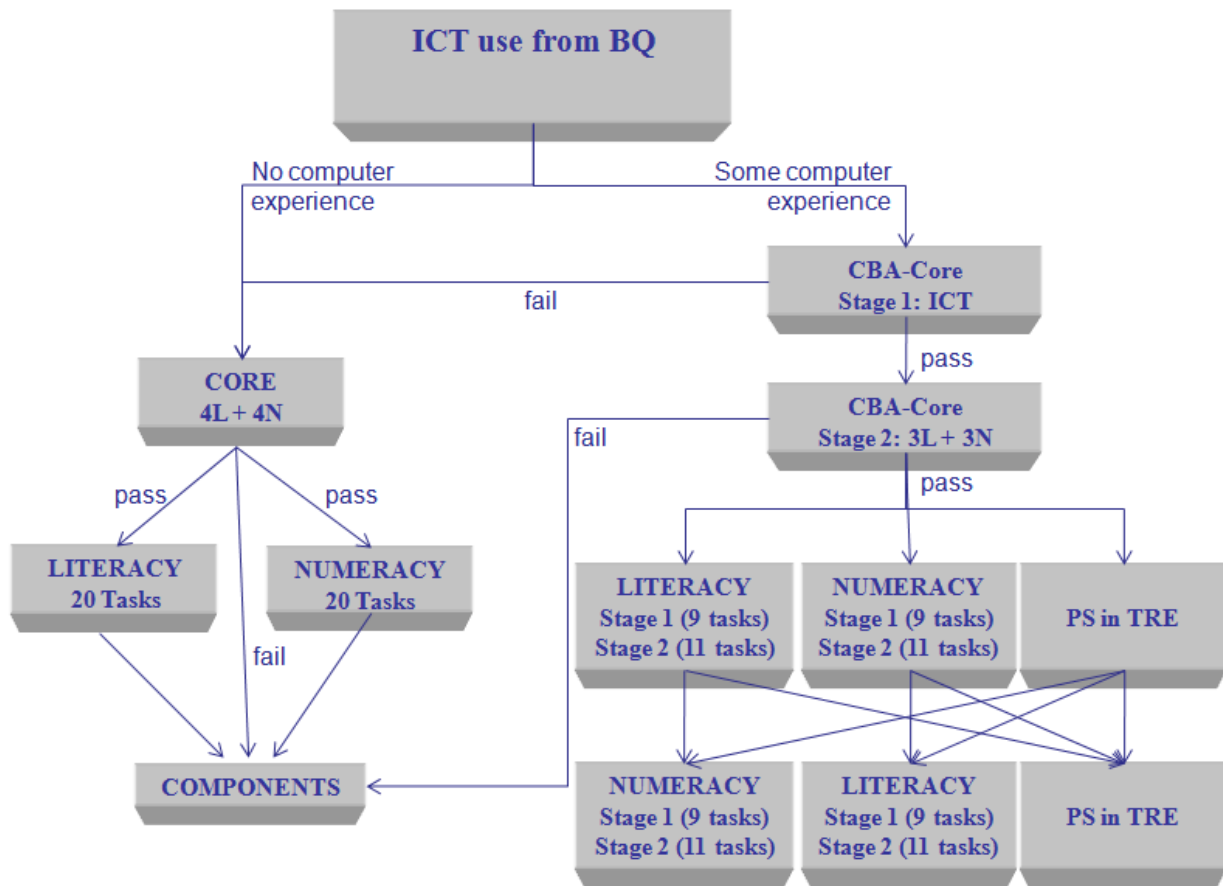 ICT use from BQ
No computer
experience
Some computer
experience
CBA-Core
Stage 1: ICT
fail
pass
CORE
4L + 4N
CBA-Core
Stage 2: 3L + 3N
fail
pass
pass
pass
LITERACY
20 Tasks
NUMERACY
20 Tasks
fail
LITERACY
Stage 1 (9 tasks)
Stage 2 (11 tasks)
NUMERACY
Stage 1 (9 tasks)
Stage 2 (11 tasks)
PS in TRE
COMPONENTS
NUMERACY
Stage 1 (9 tasks)
Stage 2 (11 tasks)
LITERACY
Stage 1 (9 tasks)
Stage 2 (11 tasks)
PS in TRE